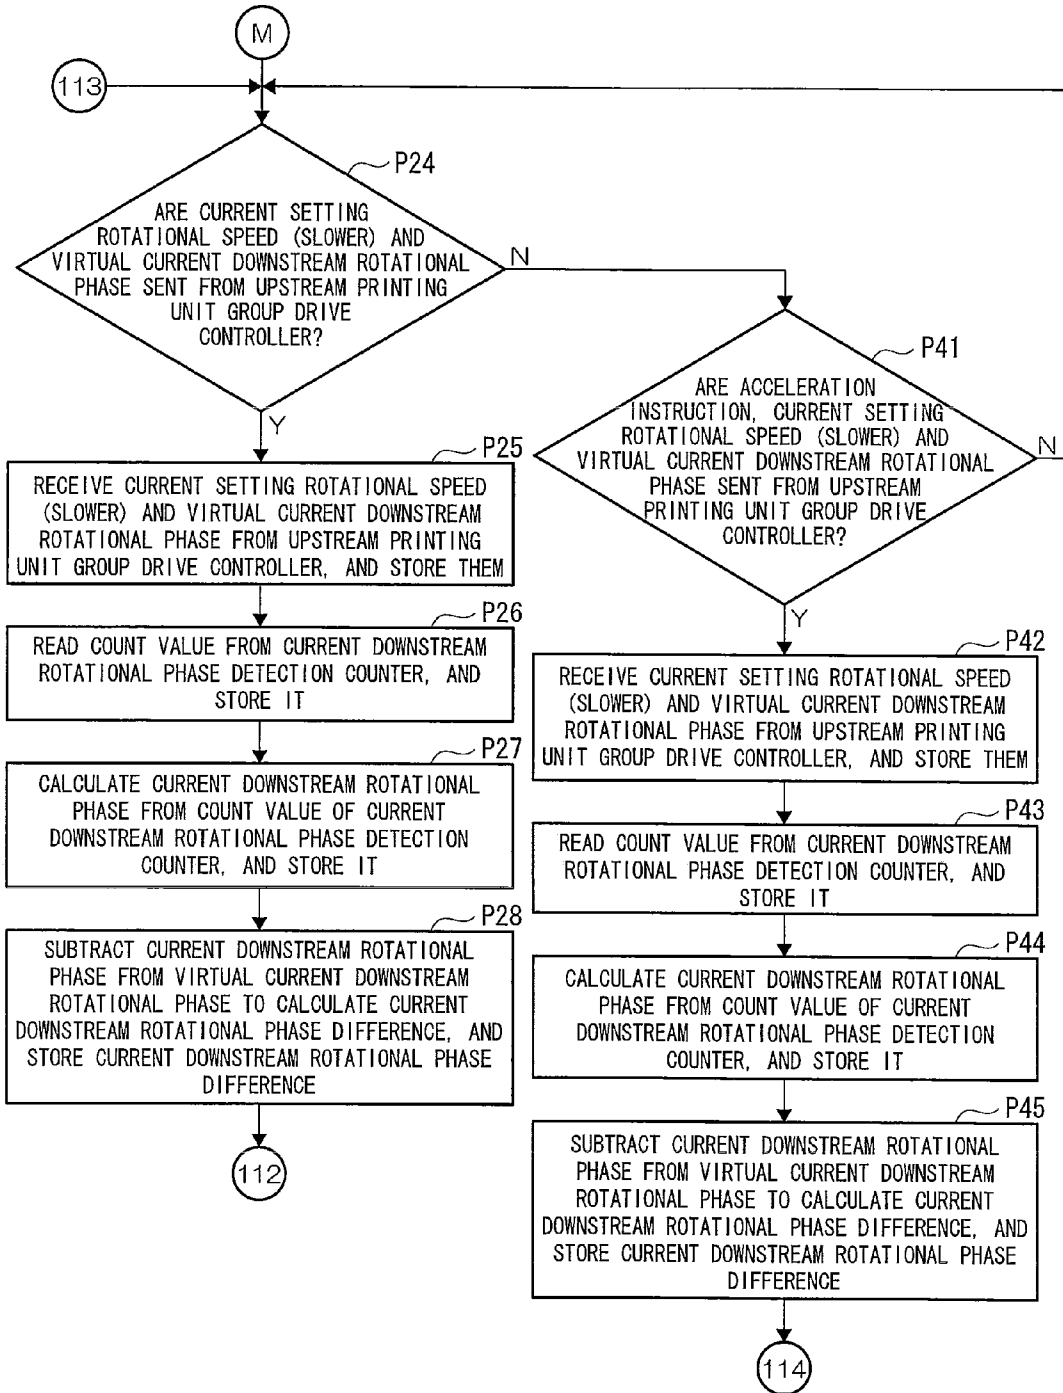 M
113
P24
ARE CURRENT SETTING
ROTATIONAL SPEED (SLOWER) AND
VIRTUAL CURRENT DOWNSTREAM ROTATIONAL
PHASE SENT FROM UPSTREAM PRINTING
UNIT GROUP DRIVE
CONTROLLER?
N
Y
P25
RECEIVE CURRENT SETTING ROTATIONAL SPEED
(SLOWER) AND VIRTUAL CURRENT DOWNSTREAM
ROTATIONAL PHASE FROM UPSTREAM PRINTING
UNIT GROUP DRIVE CONTROLLER, AND STORE THEM
P26
READ COUNT VALUE FROM CURRENT DOWNSTREAM
ROTATIONAL PHASE DETECTION COUNTER, AND
STORE IT
P27
CALCULATE CURRENT DOWNSTREAM ROTATIONAL
PHASE FROM COUNT VALUE OF CURRENT
DOWNSTREAM ROTATIONAL PHASE DETECTION
COUNTER, AND STORE IT
P28
SUBTRACT CURRENT DOWNSTREAM ROTATIONAL
PHASE FROM VIRTUAL CURRENT DOWNSTREAM
ROTATIONAL PHASE TO CALCULATE CURRENT
DOWNSTREAM ROTATIONAL PHASE DIFFERENCE, AND
STORE CURRENT DOWNSTREAM ROTATIONAL PHASE
DIFFERENCE
112
P41
ARE ACCELERATION
INSTRUCTION, CURRENT SETTING
ROTATIONAL SPEED (SLOWER) AND
VIRTUAL CURRENT DOWNSTREAM ROTATIONAL
PHASE SENT FROM UPSTREAM
PRINTING UNIT GROUP DRIVE
CONTROLLER?
N
Y
P42
RECEIVE CURRENT SETTING ROTATIONAL SPEED
(SLOWER) AND VIRTUAL CURRENT DOWNSTREAM
ROTATIONAL PHASE FROM UPSTREAM PRINTING
UNIT GROUP DRIVE CONTROLLER, AND STORE THEM
P43
READ COUNT VALUE FROM CURRENT DOWNSTREAM
ROTATIONAL PHASE DETECTION COUNTER, AND
STORE IT
P44
CALCULATE CURRENT DOWNSTREAM ROTATIONAL
PHASE FROM COUNT VALUE OF CURRENT
DOWNSTREAM ROTATIONAL PHASE DETECTION
COUNTER, AND STORE IT
P45
SUBTRACT CURRENT DOWNSTREAM ROTATIONAL
PHASE FROM VIRTUAL CURRENT DOWNSTREAM
ROTATIONAL PHASE TO CALCULATE CURRENT
DOWNSTREAM ROTATIONAL PHASE DIFFERENCE, AND
STORE CURRENT DOWNSTREAM ROTATIONAL PHASE
DIFFERENCE
114